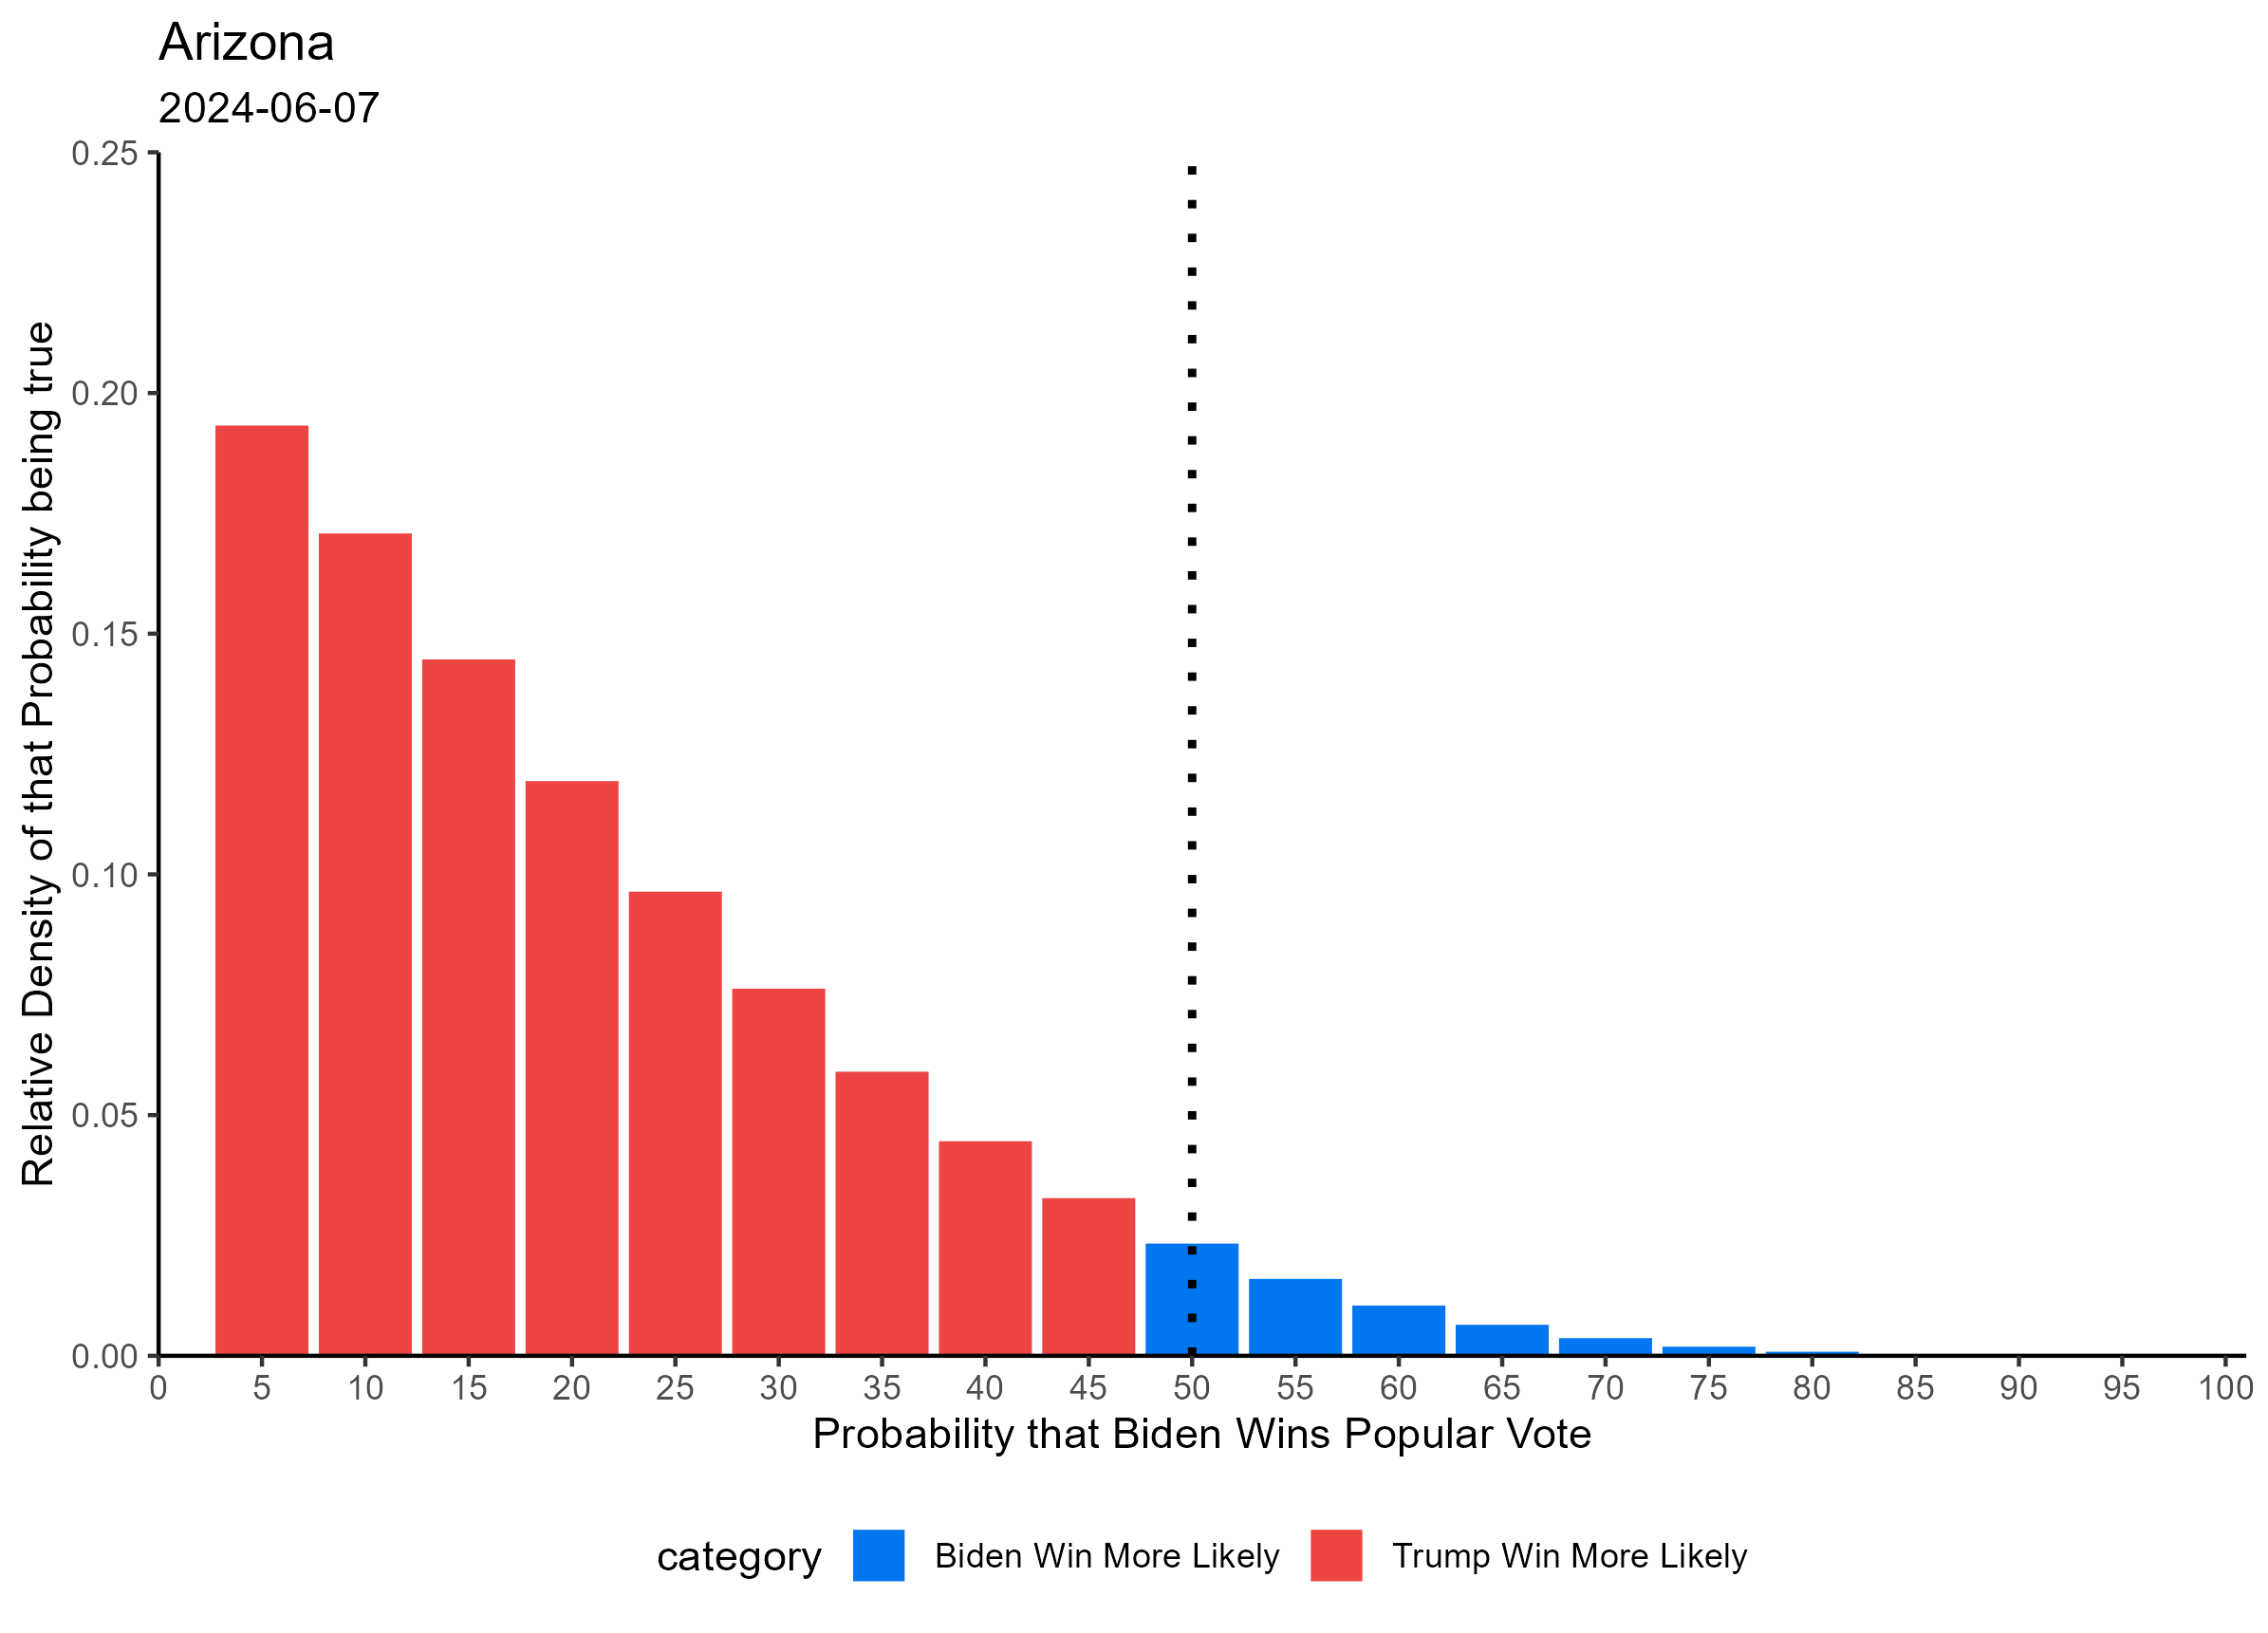 Arizona
2024-06-07
Relative Density of that Probability being true
0.25
0.20
0.15
0.10
0.05
0.00
0 5 10 15 20 25 30 35 40 45 50 55 60 65 70 75 80 85 90 95 100
Probability that Biden Wins Popular Vote
category Biden Win More Likely Trump Win More Likely